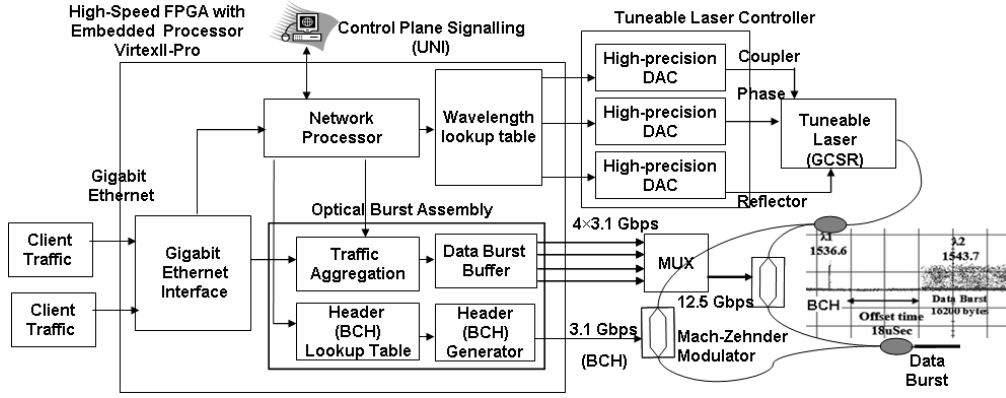 High-Speed FPGA with
Embedded Processor
VirtexII-Pro
Control Plane Signalling
(UNI)
Tuneable Laser Controller
High-precision
DAC
Coupler
Network
Processor
Wavelength
lookup table
High-precision
DAC
Phase
Tuneable
Laser
(GCSR)
High-precision
DAC
Reflector
Gigabit
Ethernet
Optical Burst Assembly
4×3.1 Gbps
Client
Traffic
Gigabit
Ethernet
Interface
Traffic
Aggregation
Data Burst
Buffer
MUX
λ1
1536.6
λ2
1543.7
12.5 Gbps
BCH
Data Burst
16200 bytes
Offset time
18uSec
Client
Traffic
Header
(BCH)
Lookup Table
Header
(BCH)
Generator
3.1 Gbps
(BCH)
Mach-Zehnder
Modulator
Data
Burst